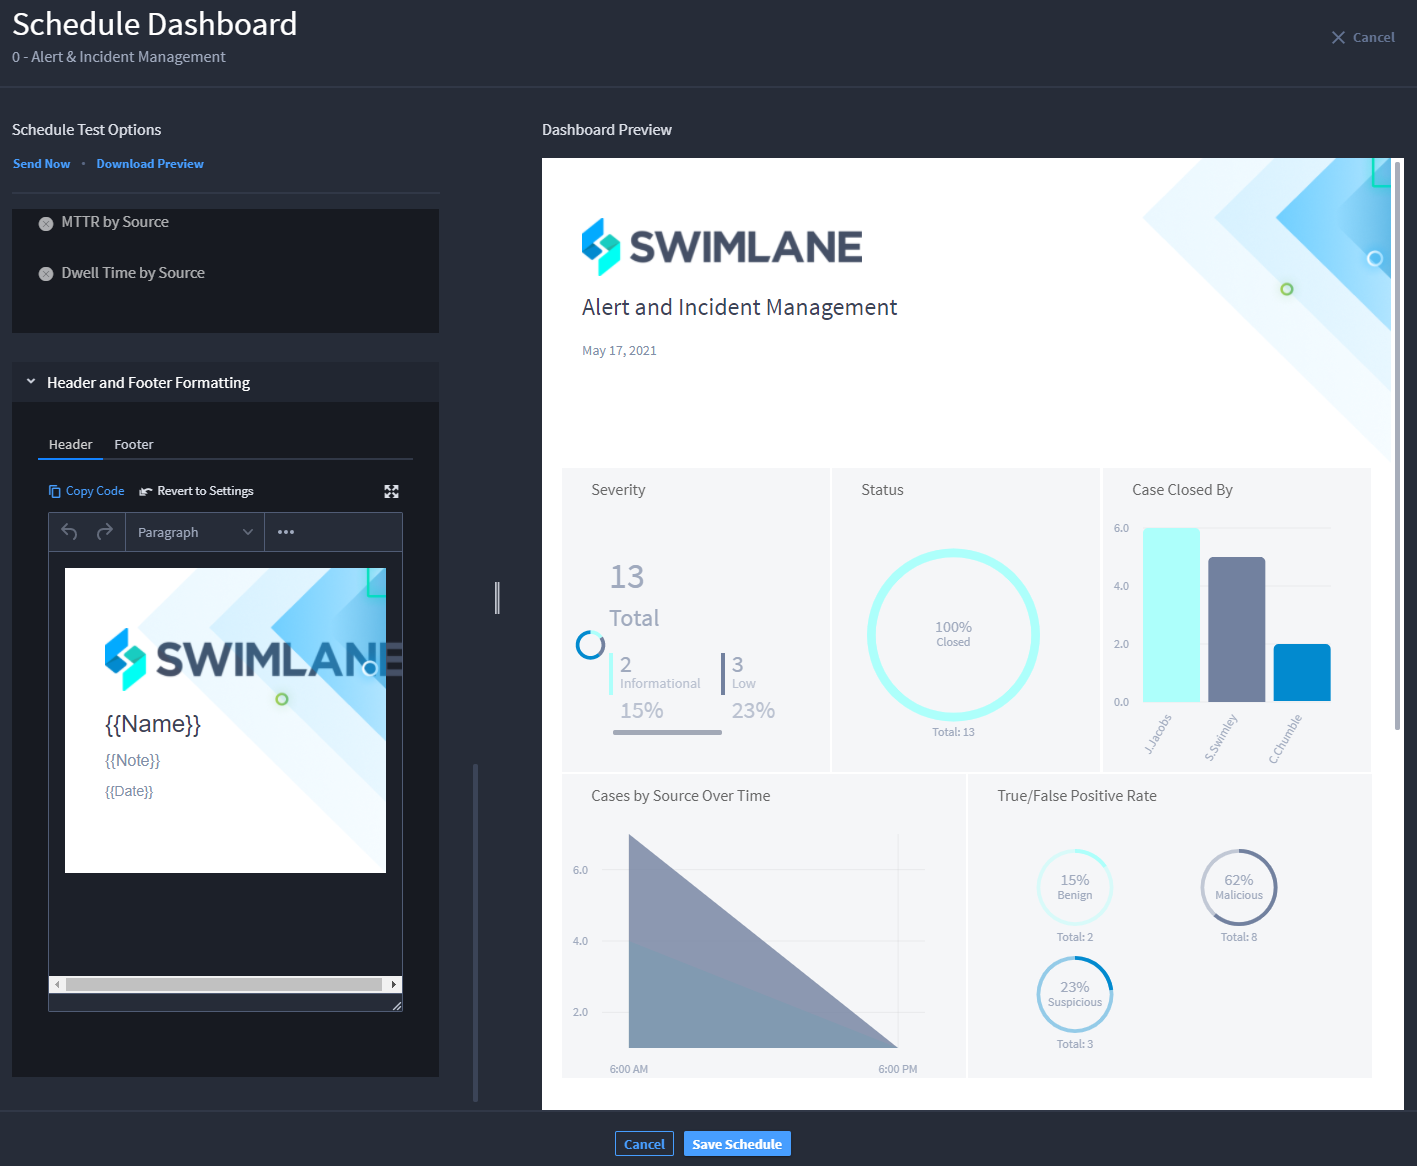 Schedule Dashboard
0 - Alert & Incident Management
Cancel
Schedule Test Options
Send Now • Download Preview
MTTR by Source
Dwell Time by Source
Header and Footer Formatting
Header Footer
Copy Code Revert to Settings
Paragraph
SWIMLANE
{{Name}}
{{Note}}
{{Date}}
Dashboard Preview
SWIMLANE
Alert and Incident Management
May 17, 2021
Severity
13
Total
2
Informational
15%
3
Low
23%
Status
100%
Closed
Total: 13
Case Closed By
6.0
4.0
2.0
0.0
J.Jacobs
S.Swimley
C.Chumble
Cases by Source Over Time
6.0
4.0
2.0
6:00 AM
6:00 PM
True/False Positive Rate
15%
Benign
Total: 2
62%
Malicious
Total: 8
23%
Suspicious
Total: 3
Cancel
Save Schedule